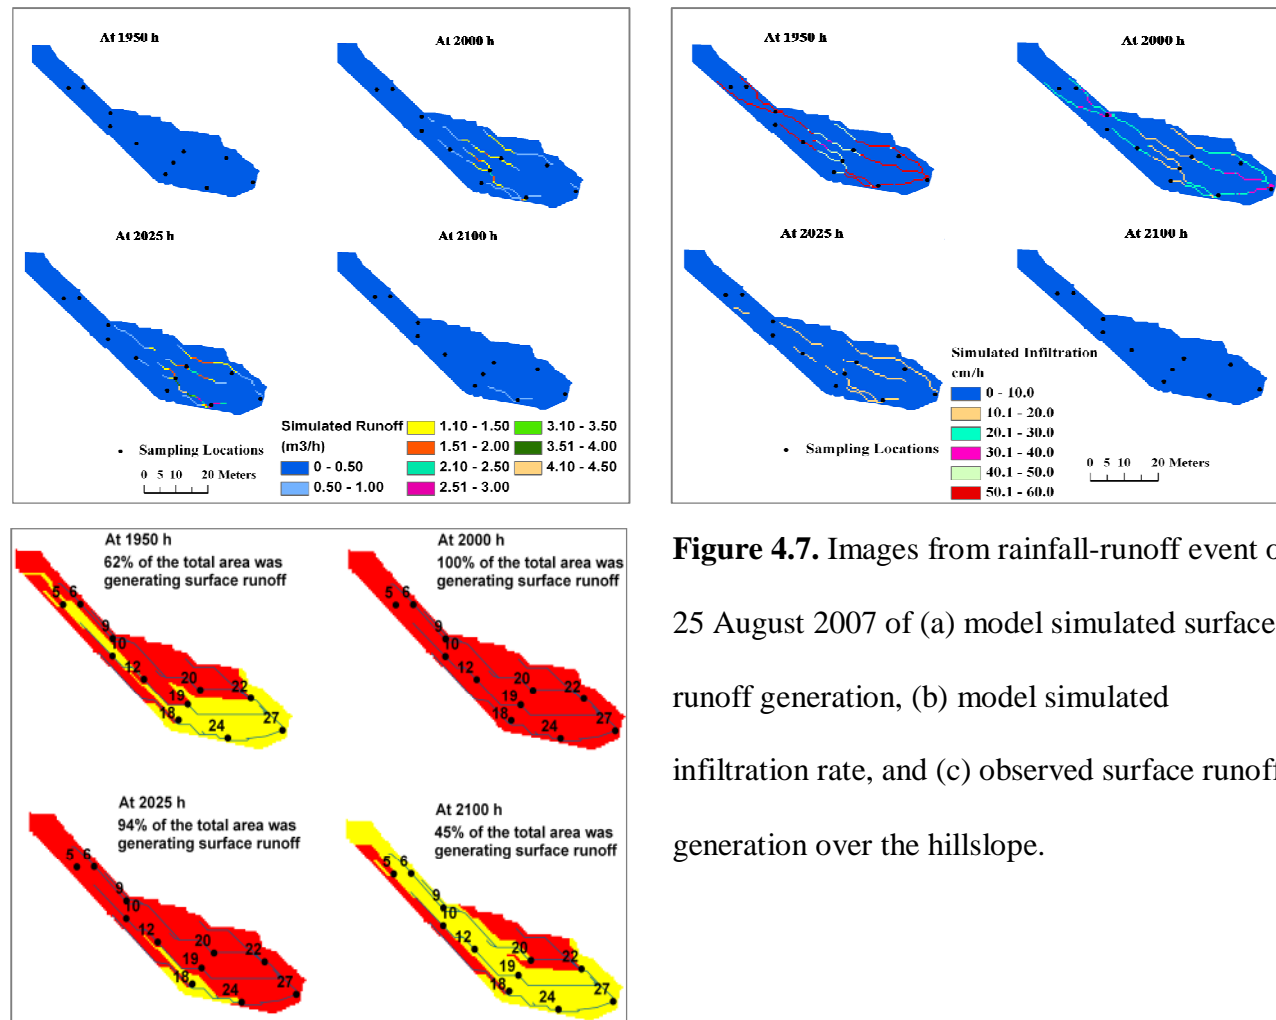 At 1950 h
At 2000 h
At 2025 h
At 2100 h
Sampling Locations
0 5 10 20 Meters
Simulated Runoff
(m3/h)
0 - 0.50
0.50 - 1.00
1.10 - 1.50
1.51 - 2.00
2.10 - 2.50
2.51 - 3.00
3.10 - 3.50
3.51 - 4.00
4.10 - 4.50
At 1950 h
At 2000 h
At 2025 h
At 2100 h
Simulated Infiltration
cm/h
0 - 10.0
10.1 - 20.0
20.1 - 30.0
30.1 - 40.0
40.1 - 50.0
50.1 - 60.0
Sampling Locations
0 5 10 20 Meters
At 1950 h
62% of the total area was
generating surface runoff
5 6 9 10 12 20 19 22 18 24 27
At 2000 h
100% of the total area was
generating surface runoff
5 6 9 10 12 20 19 22 18 24 27
At 2025 h
94% of the total area was
generating surface runoff
5 6 9 10 12 20 19 22 18 24 27
At 2100 h
45% of the total area was
generating surface runoff
5 6 9 10 12 20 19 22 18 24 27
Figure 4.7. Images from rainfall-runoff event
25 August 2007 of (a) model simulated surface
runoff generation, (b) model simulated
infiltration rate, and (c) observed surface runoff
generation over the hillslope.